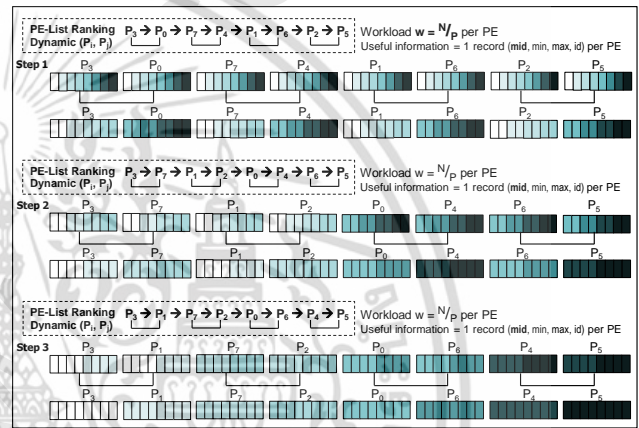 PE-List Ranking
Dynamic (Pᵢ, Pⱼ)
P₃ → P₀ → P₇ → P₄ → P₁ → P₆ → P₂ → P₅
Workload w = N/P per PE
Useful information = 1 record (mid, min, max, id) per PE
Step 1
P₃ P₀ P₇ P₄ P₁ P₆ P₂ P₅
P₃ P₀ P₇ P₄ P₁ P₆ P₂ P₅
PE-List Ranking
Dynamic (Pᵢ, Pⱼ)
P₃ → P₇ → P₁ → P₂ → P₀ → P₄ → P₆ → P₅
Workload w = N/P per PE
Useful information = 1 record (mid, min, max, id) per PE
Step 2
P₃ P₇ P₁ P₂ P₀ P₄ P₆ P₅
P₃ P₇ P₁ P₂ P₀ P₄ P₆ P₅
PE-List Ranking
Dynamic (Pᵢ, Pⱼ)
P₃ → P₁ → P₇ → P₂ → P₀ → P₆ → P₄ → P₅
Workload w = N/P per PE
Useful information = 1 record (mid, min, max, id) per PE
Step 3
P₃ P₁ P₇ P₂ P₀ P₆ P₄ P₅
P₃ P₁ P₇ P₂ P₀ P₆ P₄ P₅